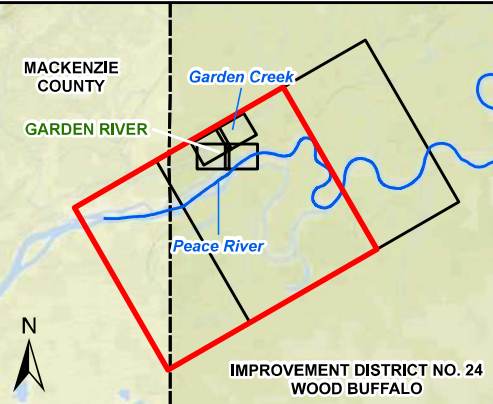 MACKENZIE
COUNTY
Garden Creek
GARDEN RIVER
Peace River
N
IMPROVEMENT DISTRICT NO. 24
WOOD BUFFALO